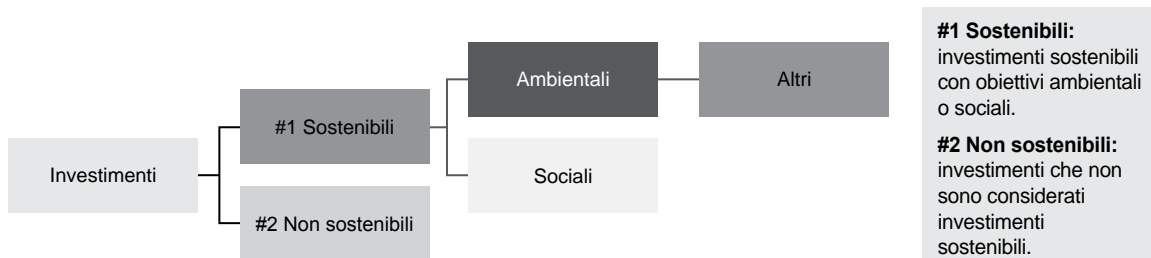 Investimenti
#1 Sostenibili
#2 Non sostenibili
Ambientali
Sociali
Altri
#1 Sostenibili:
investimenti sostenibili
con obiettivi ambientali
o sociali.
#2 Non sostenibili:
investimenti che non
sono considerati
investimenti
sostenibili.